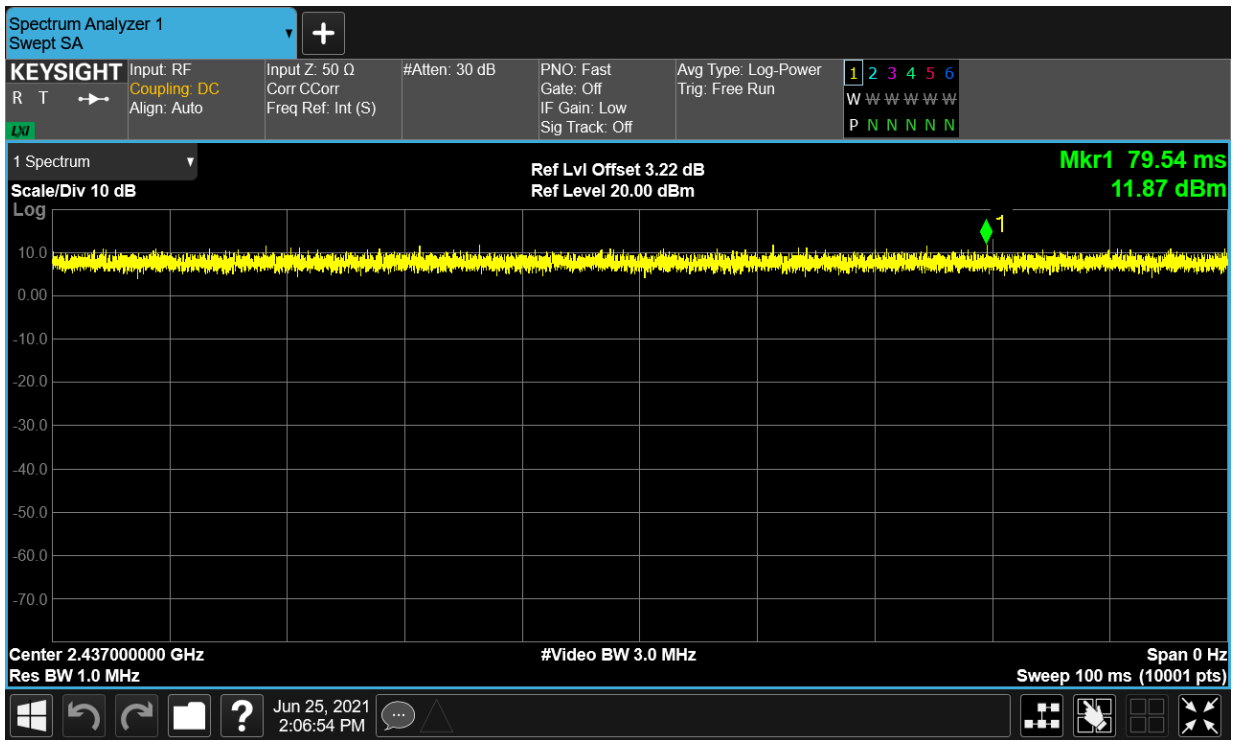 Spectrum Analyzer 1
Swept SA
KEYSIGHT
R T
LXI
Input: RF
Coupling: DC
Align: Auto
Input Z: 50 Ω
Corr CCorr
Freq Ref: Int (S)
#Atten: 30 dB
PNO: Fast
Gate: Off
IF Gain: Low
Sig Track: Off
Avg Type: Log-Power
Trig: Free Run
1 2 3 4 5 6
W W W W W W
P N N N N N
1 Spectrum
Scale/Div 10 dB
Ref Lvl Offset 3.22 dB
Ref Level 20.00 dBm
Mkr1 79.54 ms
11.87 dBm
Log
1
10.0
0.00
-10.0
-20.0
-30.0
-40.0
-50.0
-60.0
-70.0
Center 2.437000000 GHz
Res BW 1.0 MHz
#Video BW 3.0 MHz
Span 0 Hz
Sweep 100 ms (10001 pts)
?
Jun 25, 2021
2:06:54 PM